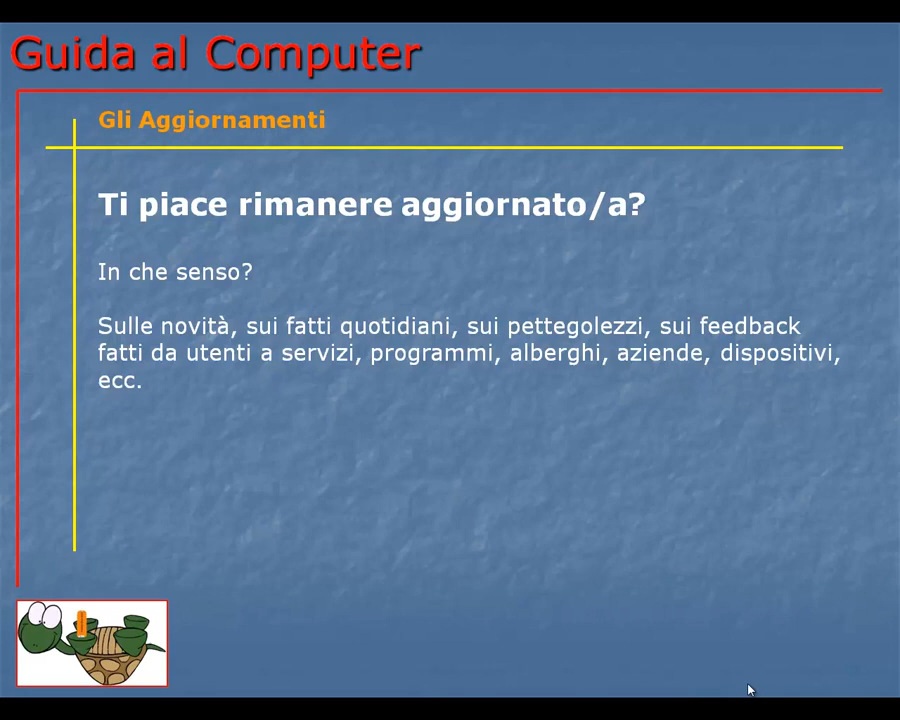 Guida al Computer
Gli Aggiornamenti
Ti piace rimanere aggiornato/a?
In che senso?
Sulle novità, sui fatti quotidiani, sui pettegolezzi, sui feedback
fatti da utenti a servizi, programmi, alberghi, aziende, dispositivi,
ecc.